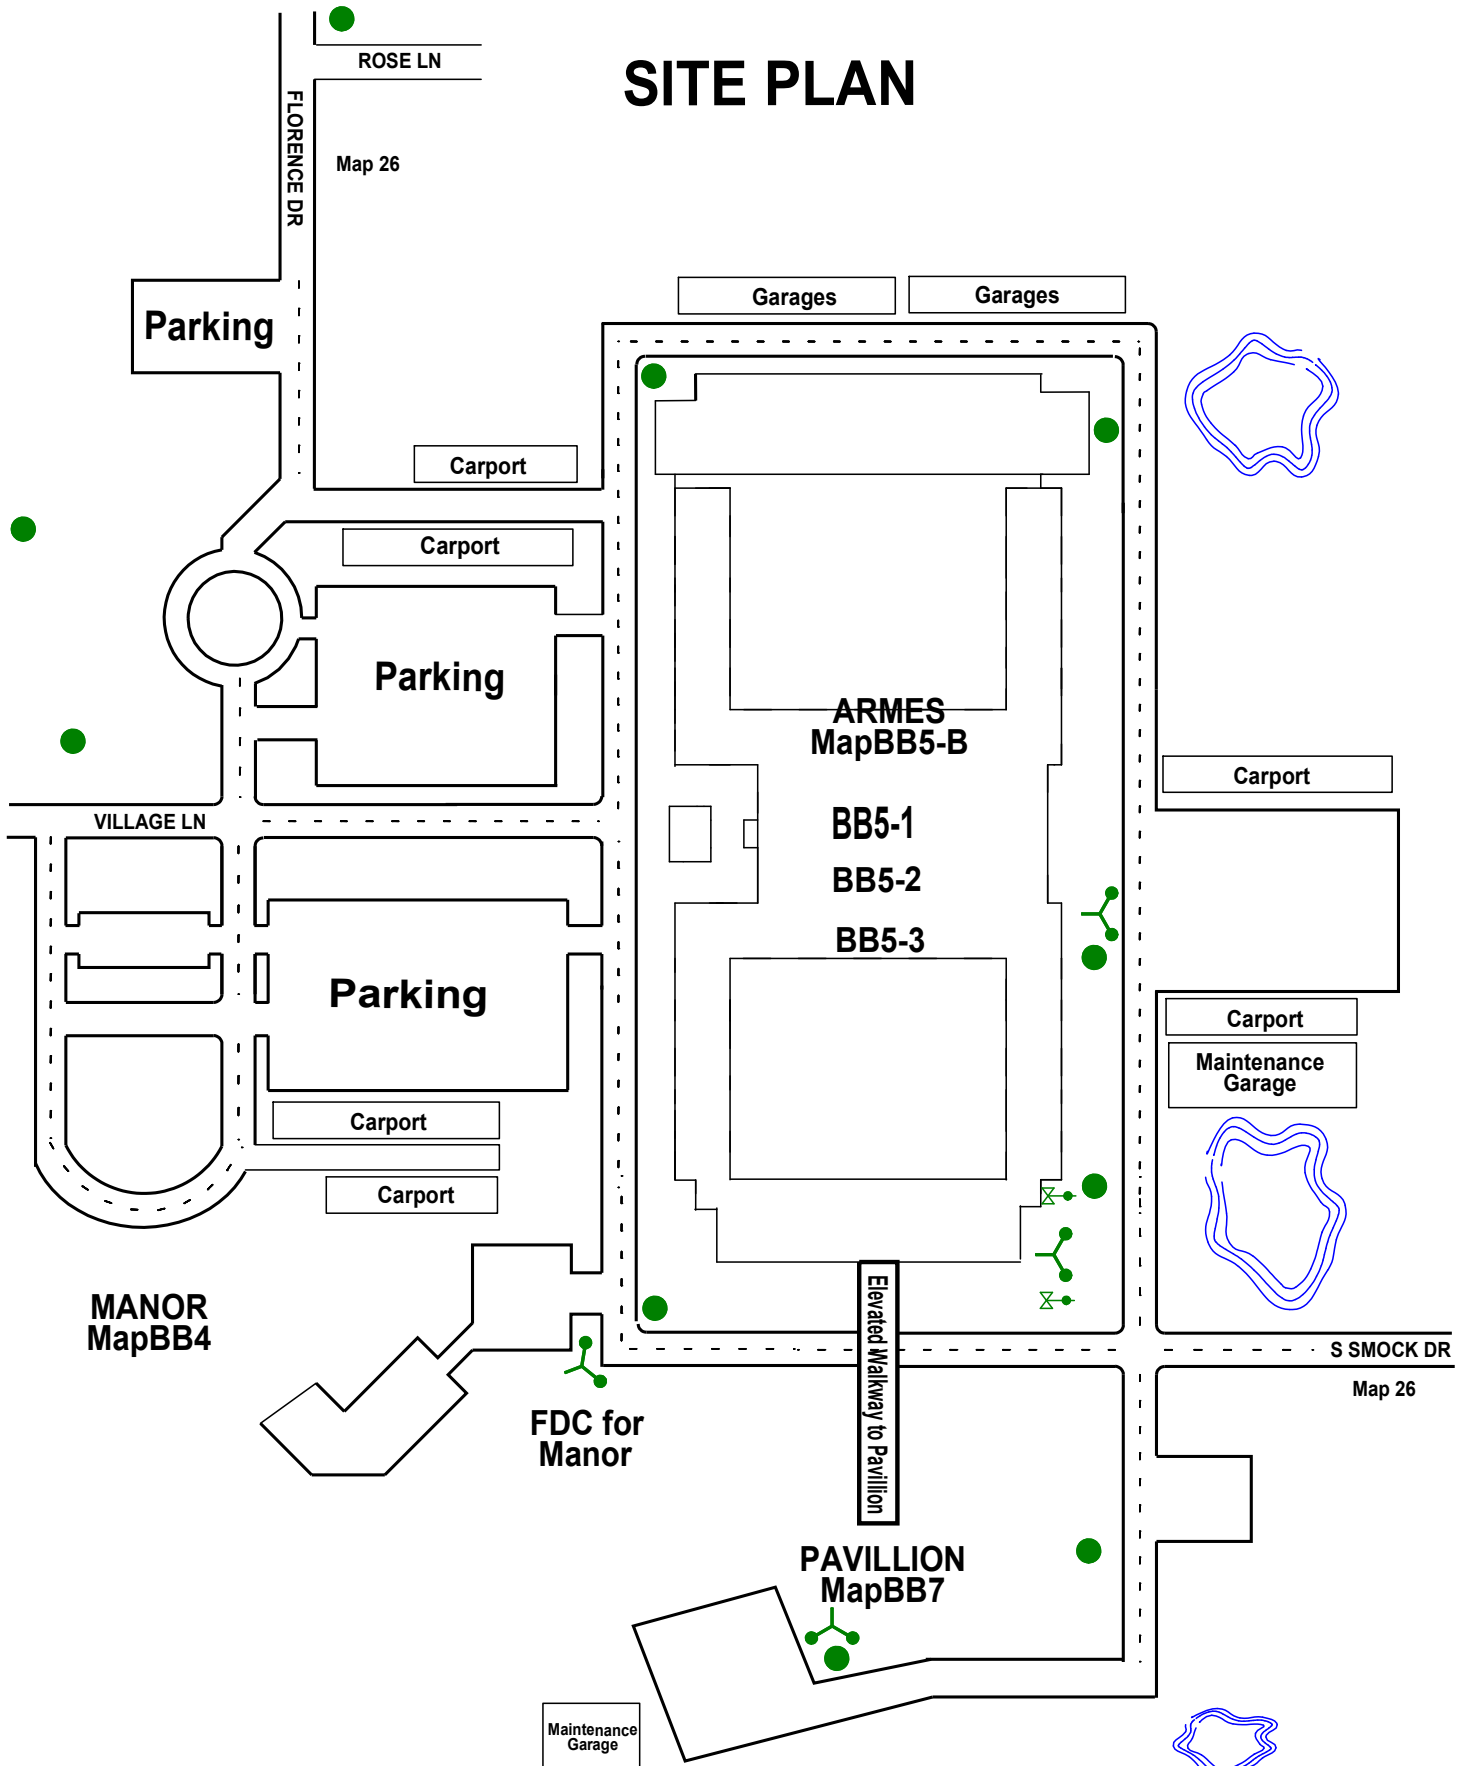 ROSE LN
SITE PLAN
FLORENCE DR
Map 26
Garages
Garages
Parking
Carport
Carport
Parking
ARMES
MapBB5-B
Carport
VILLAGE LN
BB5-1
BB5-2
BB5-3
Parking
Carport
Maintenance
Garage
Carport
Carport
MANOR
MapBB4
Elevated Walkway to Pavillion
S SMOCK DR
Map 26
FDC for
Manor
PAVILLION
MapBB7
Maintenance
Garage